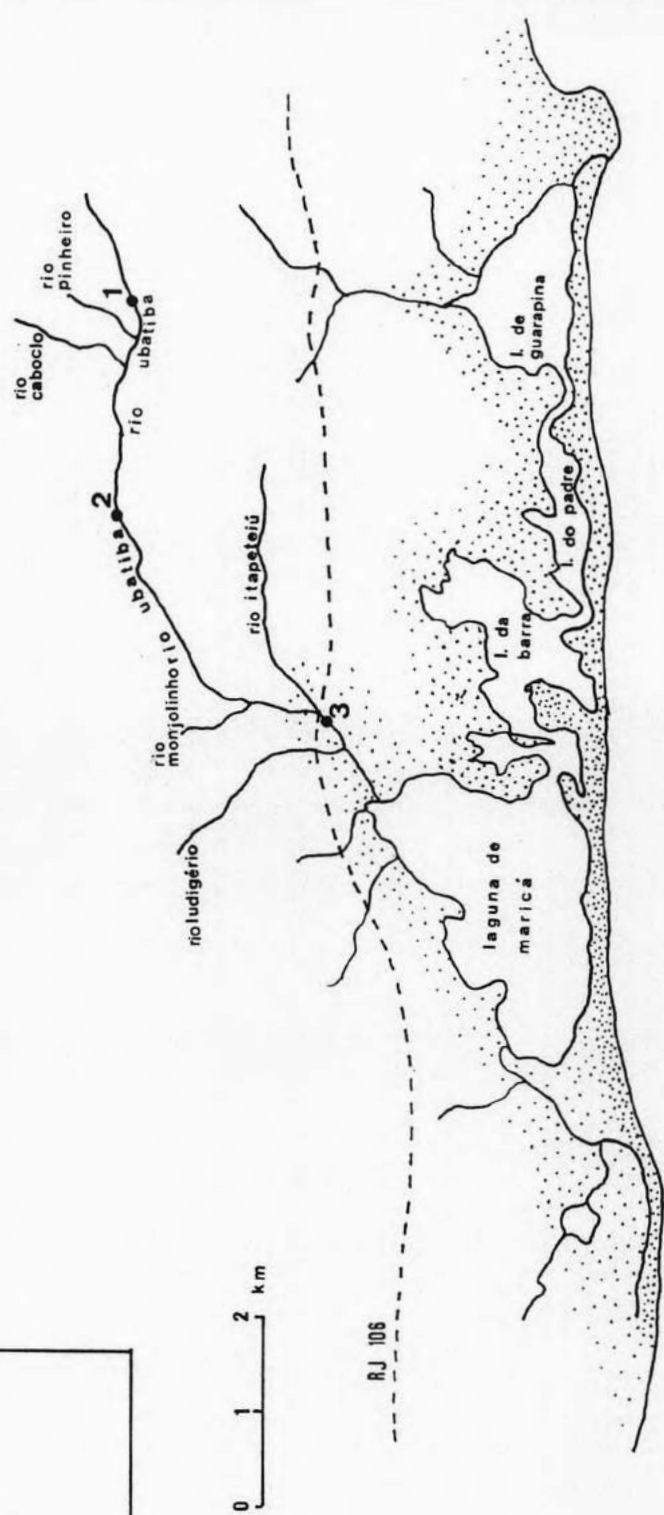 rio
caboclo
rio
pinheiro
1
ubatiba
rio
2
ubatiba
rio
monjolinho
rio itapeteiú
rio ludigério
3
RJ 106
l. de
guarapina
l. do padre
l. da
barra
laguna de
maricá
0 1 2 km